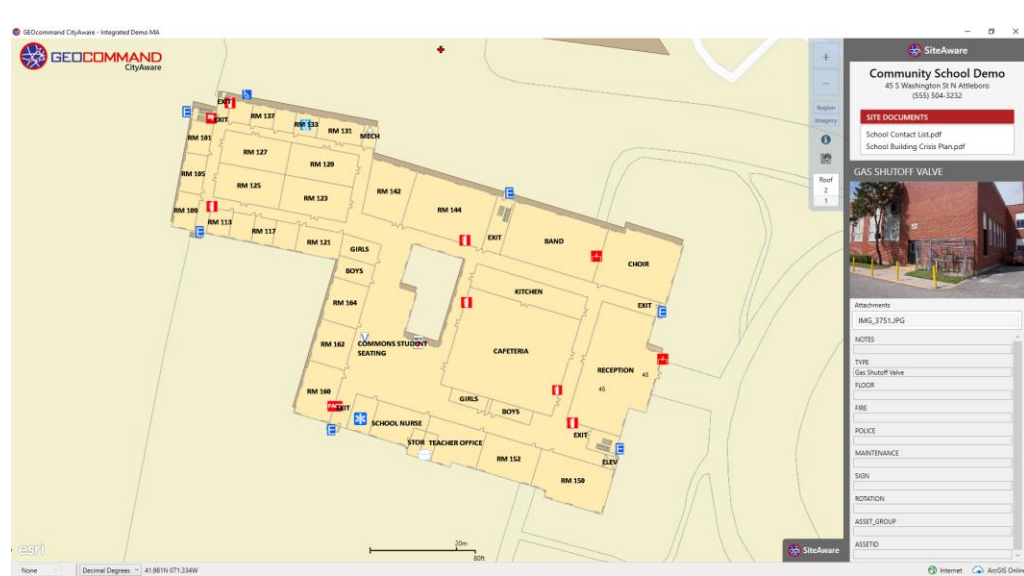 GEOcommand CityAware - Integrated Demo MA
GEOCOMMAND
CityAware
EXIT
EXIT
RM 137
RM 133
RM 131
MECH
RM 101
RM 127
RM 129
RM 105
RM 125
RM 123
RM 142
RM 144
RM 109
RM 113
RM 117
RM 121
GIRLS
EXIT
BAND
CHOIR
BOYS
KITCHEN
RM 164
EXIT
RM 162
COMMONS STUDENT
SEATING
CAFETERIA
RECEPTION
45
45
RM 160
GIRLS
BOYS
EXIT
SCHOOL NURSE
EXIT
STOR
TEACHER OFFICE
RM 152
ELEV
RM 150
E
E
E
E
E
E
+
−
Region
Imagery
Roof
2
1
esri
20m
80ft
SiteAware
SiteAware
Community School Demo
45 S Washington St N Attleboro
(555) 504-3232
SITE DOCUMENTS
School Contact List.pdf
School Building Crisis Plan.pdf
GAS SHUTOFF VALVE
Attachments
IMG_3751.JPG
NOTES
TYPE
Gas Shutoff Valve
FLOOR
FIRE
POLICE
MAINTENANCE
SIGN
ROTATION
ASSET_GROUP
ASSETID
None
Decimal Degrees
41.981N 071.334W
Internet
ArcGIS Online